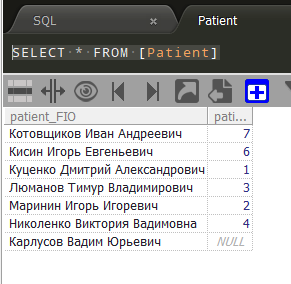 SQL × Patient
SELECT * FROM [Patient]
patient_FIO pati...
Котовщиков Иван Андреевич 7
Кисин Игорь Евгеньевич 6
Куценко Дмитрий Александрович 1
Люманов Тимур Владимирович 3
Маринин Игорь Игоревич 2
Николенко Виктория Вадимовна 4
Карлусов Вадим Юрьевич NULL